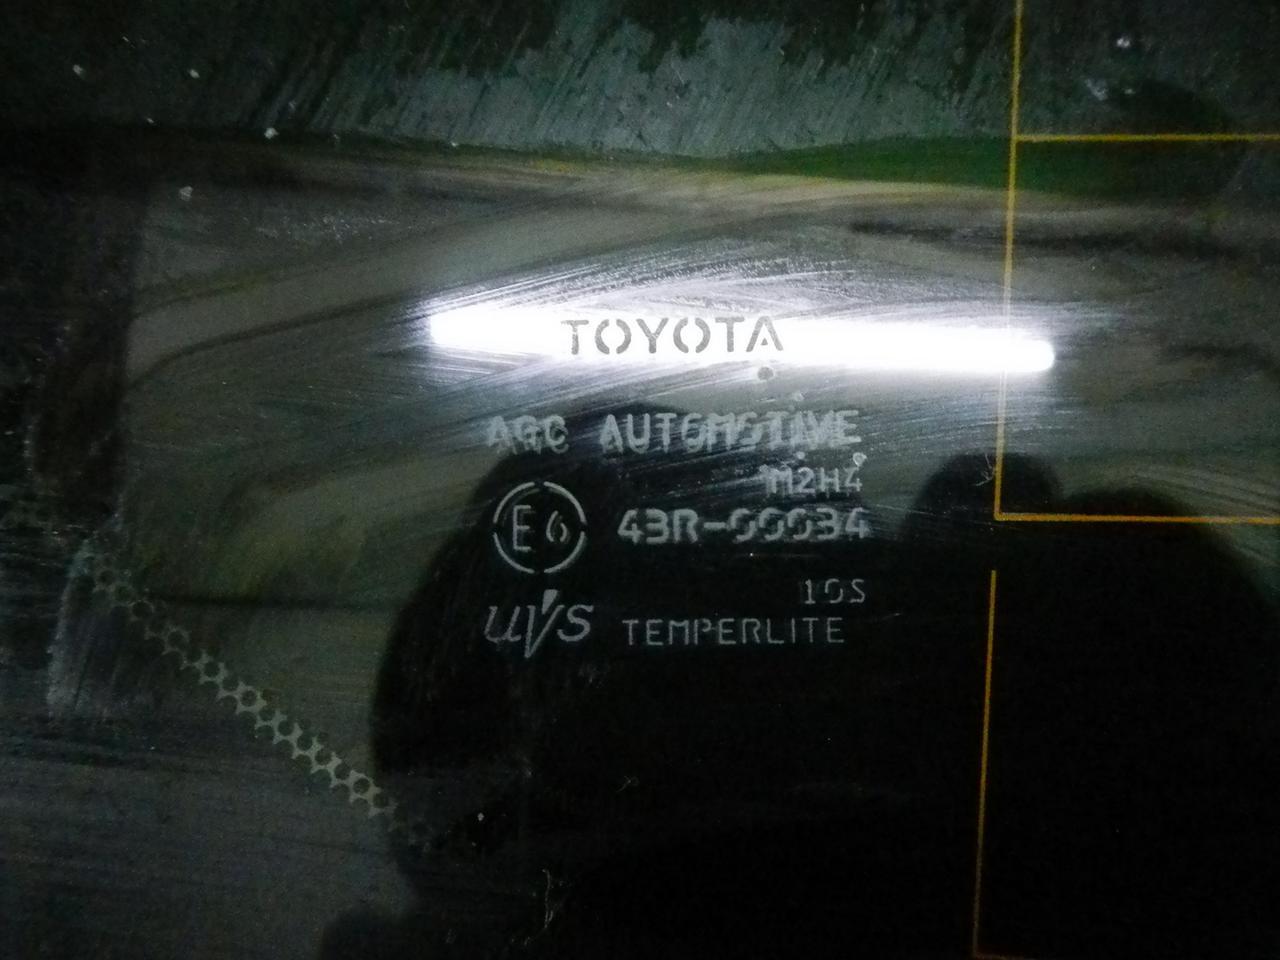 TOYOTA
AGC AUTOMOTIVE
M2H4
E6 43R-00034
10S
UVS TEMPERLITE